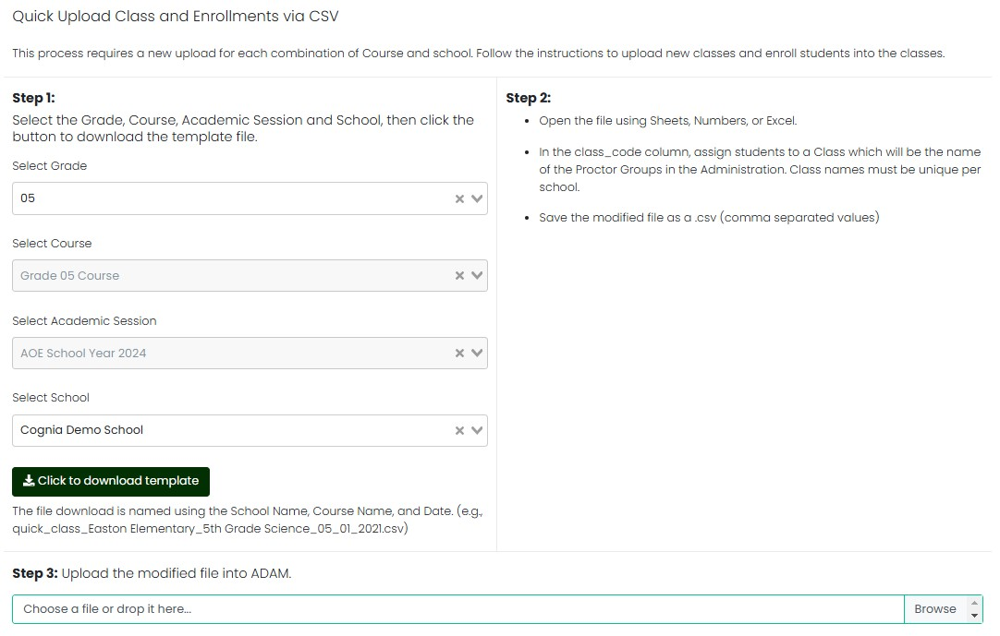 Quick Upload Class and Enrollments via CSV
This process requires a new upload for each combination of Course and school. Follow the instructions to upload new classes and enroll students into the classes.
Step 1:
Select the Grade, Course, Academic Session and School, then click the
button to download the template file.
Select Grade
05
Select Course
Grade 05 Course
Select Academic Session
AOE School Year 2024
Select School
Cognia Demo School
Click to download template
The file download is named using the School Name, Course Name, and Date. (e.g.,
quick_class_Easton Elementary_5th Grade Science_05_01_2021.csv)
Step 2:
• Open the file using Sheets, Numbers, or Excel.
• In the class_code column, assign students to a Class which will be the name
of the Proctor Groups in the Administration. Class names must be unique per
school.
• Save the modified file as a .csv (comma separated values)
Step 3: Upload the modified file into ADAM.
Choose a file or drop it here...
Browse